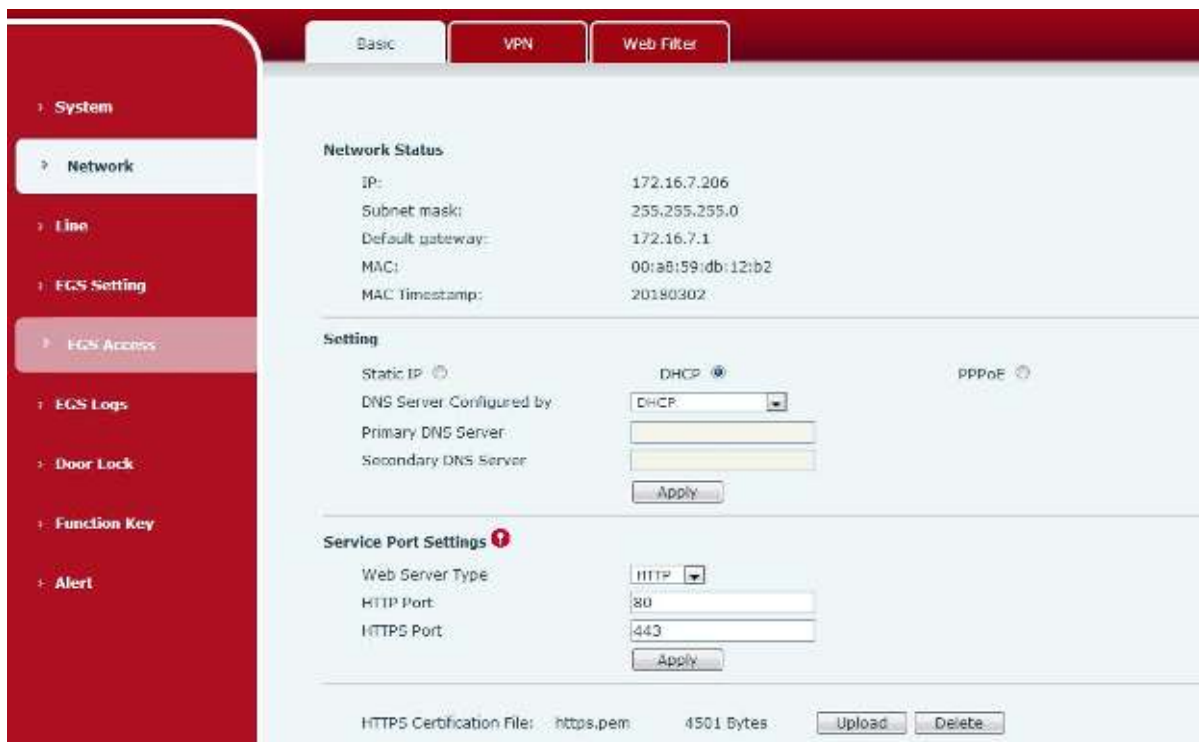 Basic VPN Web Filter
System
Network
Line
EGS Setting
EGS Access
EGS Logs
Door Lock
Function Key
Alert
Network Status
IP: 172.16.7.206
Subnet mask: 255.255.255.0
Default gateway: 172.16.7.1
MAC: 00:a8:59:db:12:b2
MAC Timestamp: 20180302
Setting
Static IP DHCP PPPoE
DNS Server Configured by DHCP
Primary DNS Server
Secondary DNS Server
Apply
Service Port Settings
Web Server Type HTTP
HTTP Port 80
HTTPS Port 443
Apply
HTTPS Certification File: https.pem 4501 Bytes Upload Delete